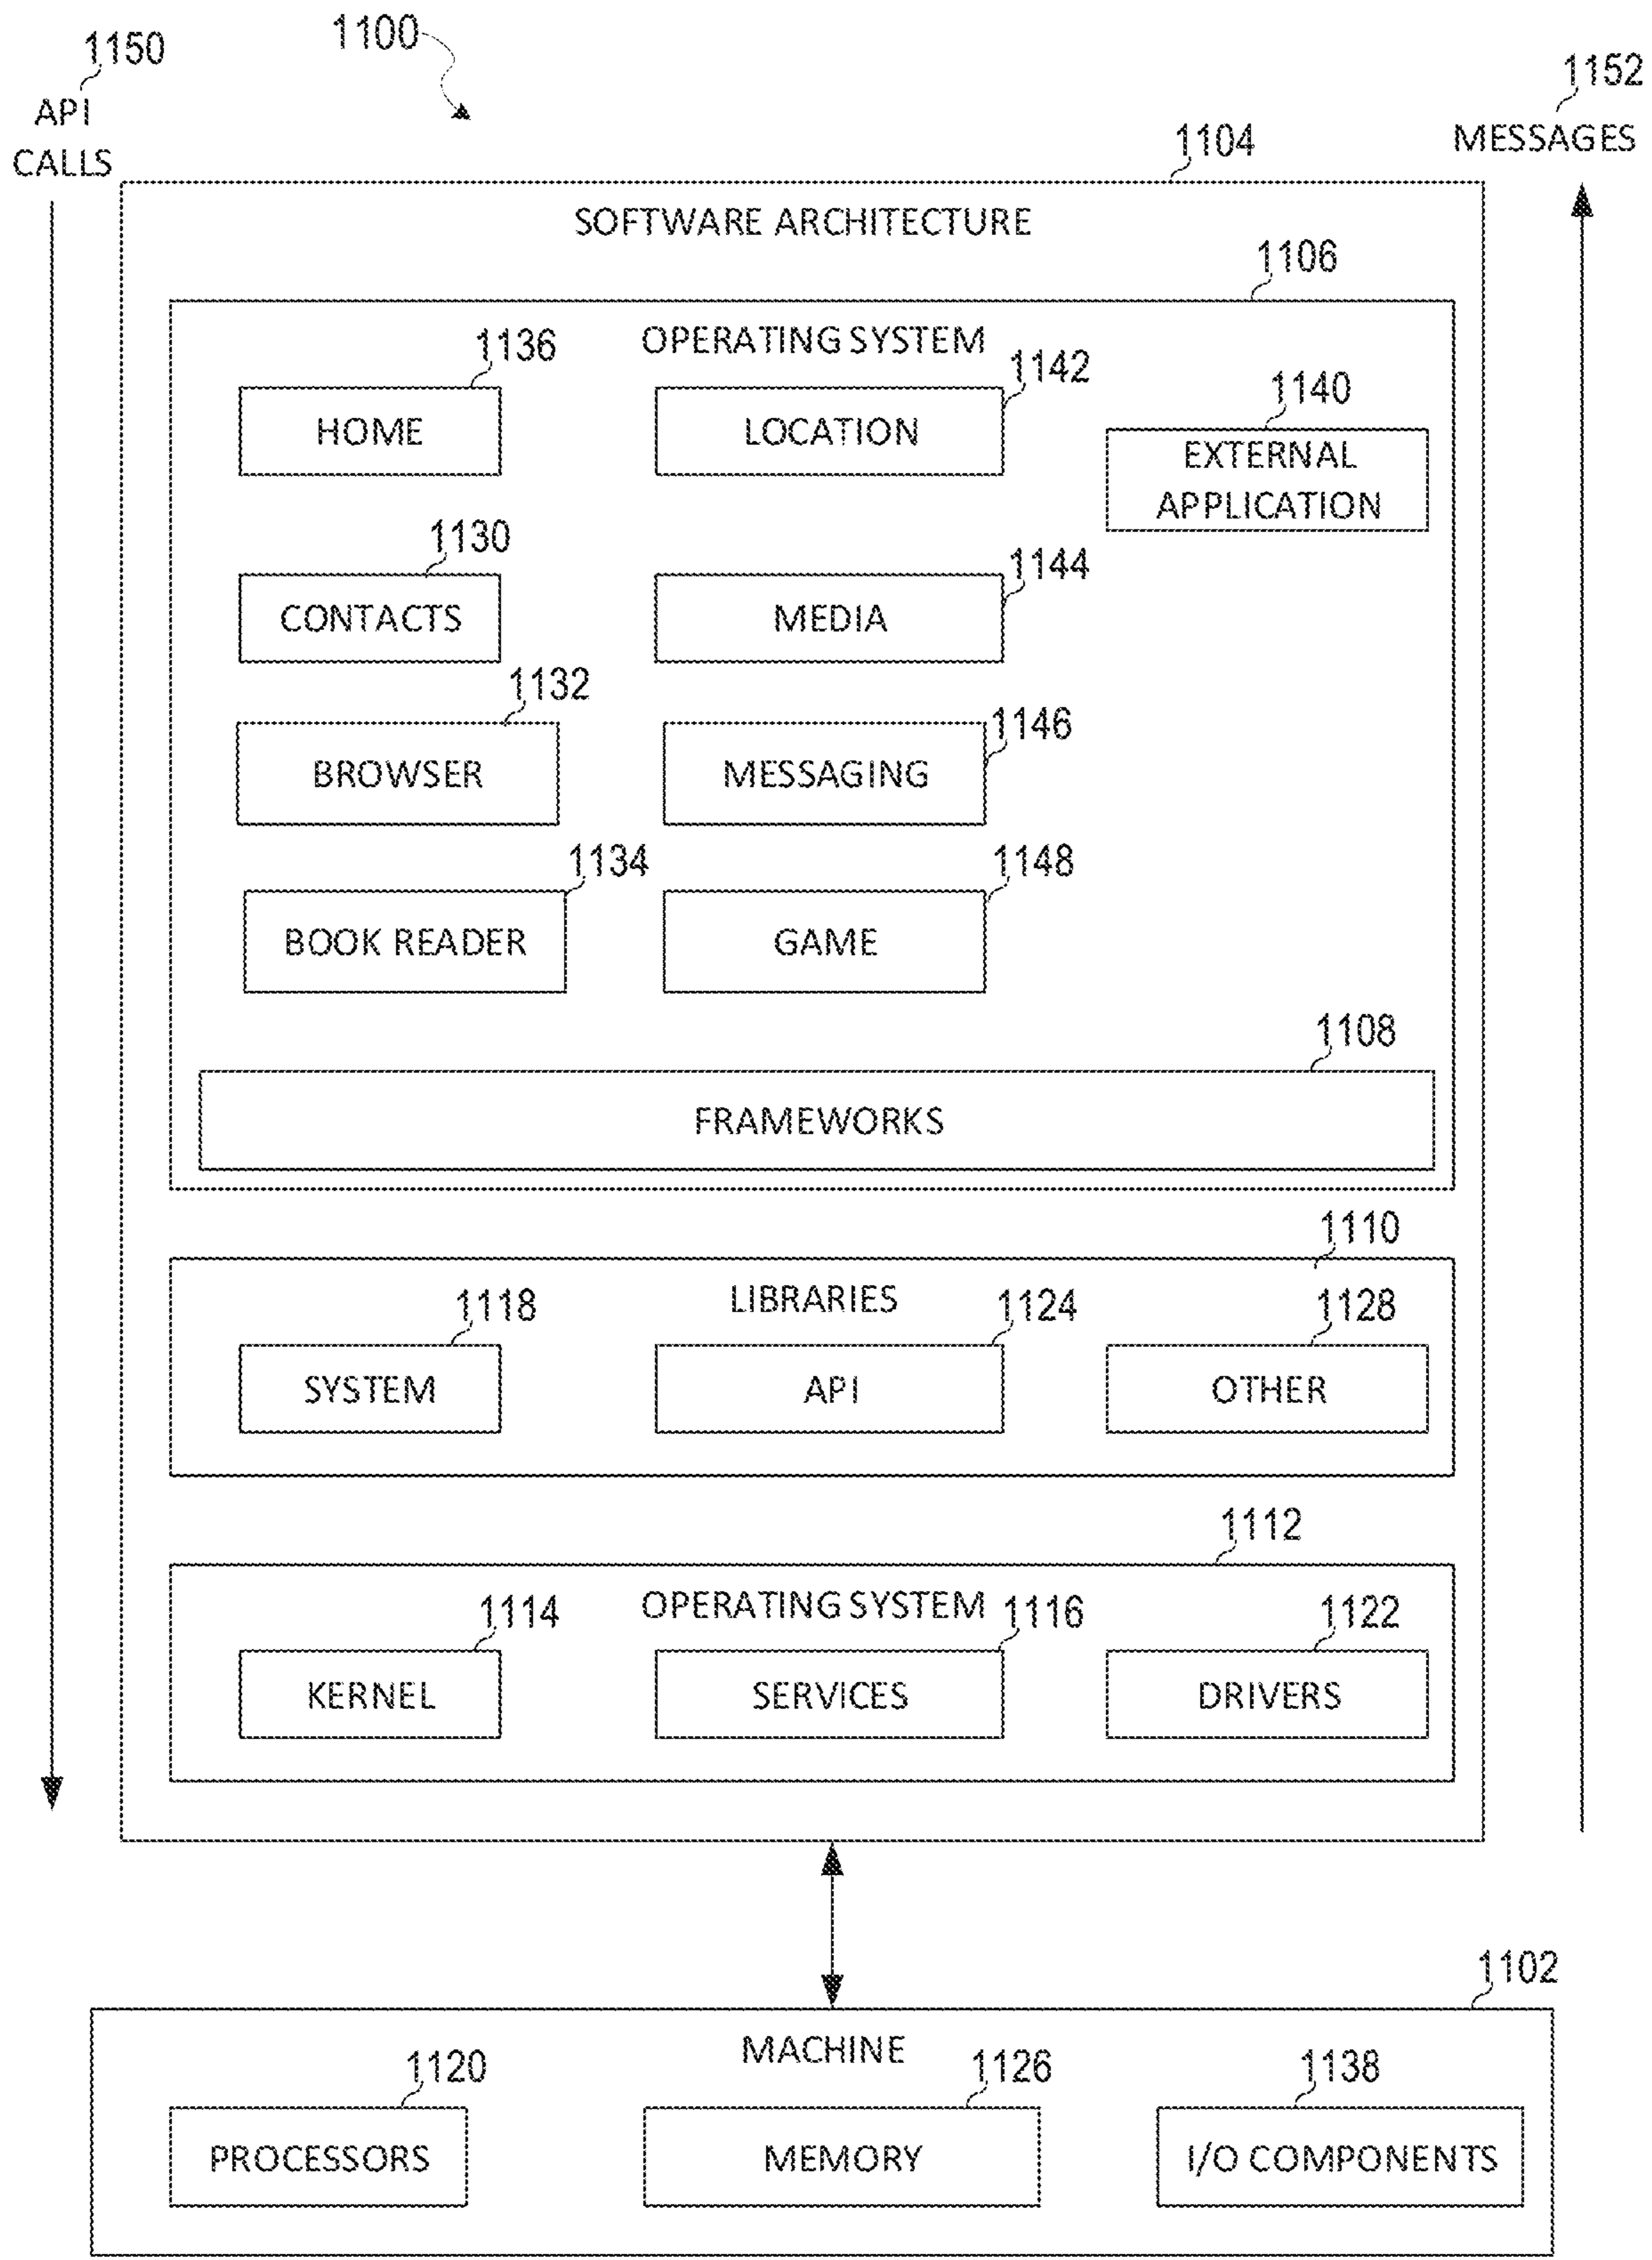 1100
1150
API
CALLS
1152
MESSAGES
1104
SOFTWARE ARCHITECTURE
1106
OPERATING SYSTEM
1136
HOME
1142
LOCATION
1140
EXTERNAL
APPLICATION
1130
CONTACTS
1144
MEDIA
1132
BROWSER
1146
MESSAGING
1134
BOOK READER
1148
GAME
1108
FRAMEWORKS
1110
LIBRARIES
1118
SYSTEM
1124
API
1128
OTHER
1112
OPERATING SYSTEM
1114
KERNEL
1116
SERVICES
1122
DRIVERS
1102
MACHINE
1120
PROCESSORS
1126
MEMORY
1138
I/O COMPONENTS